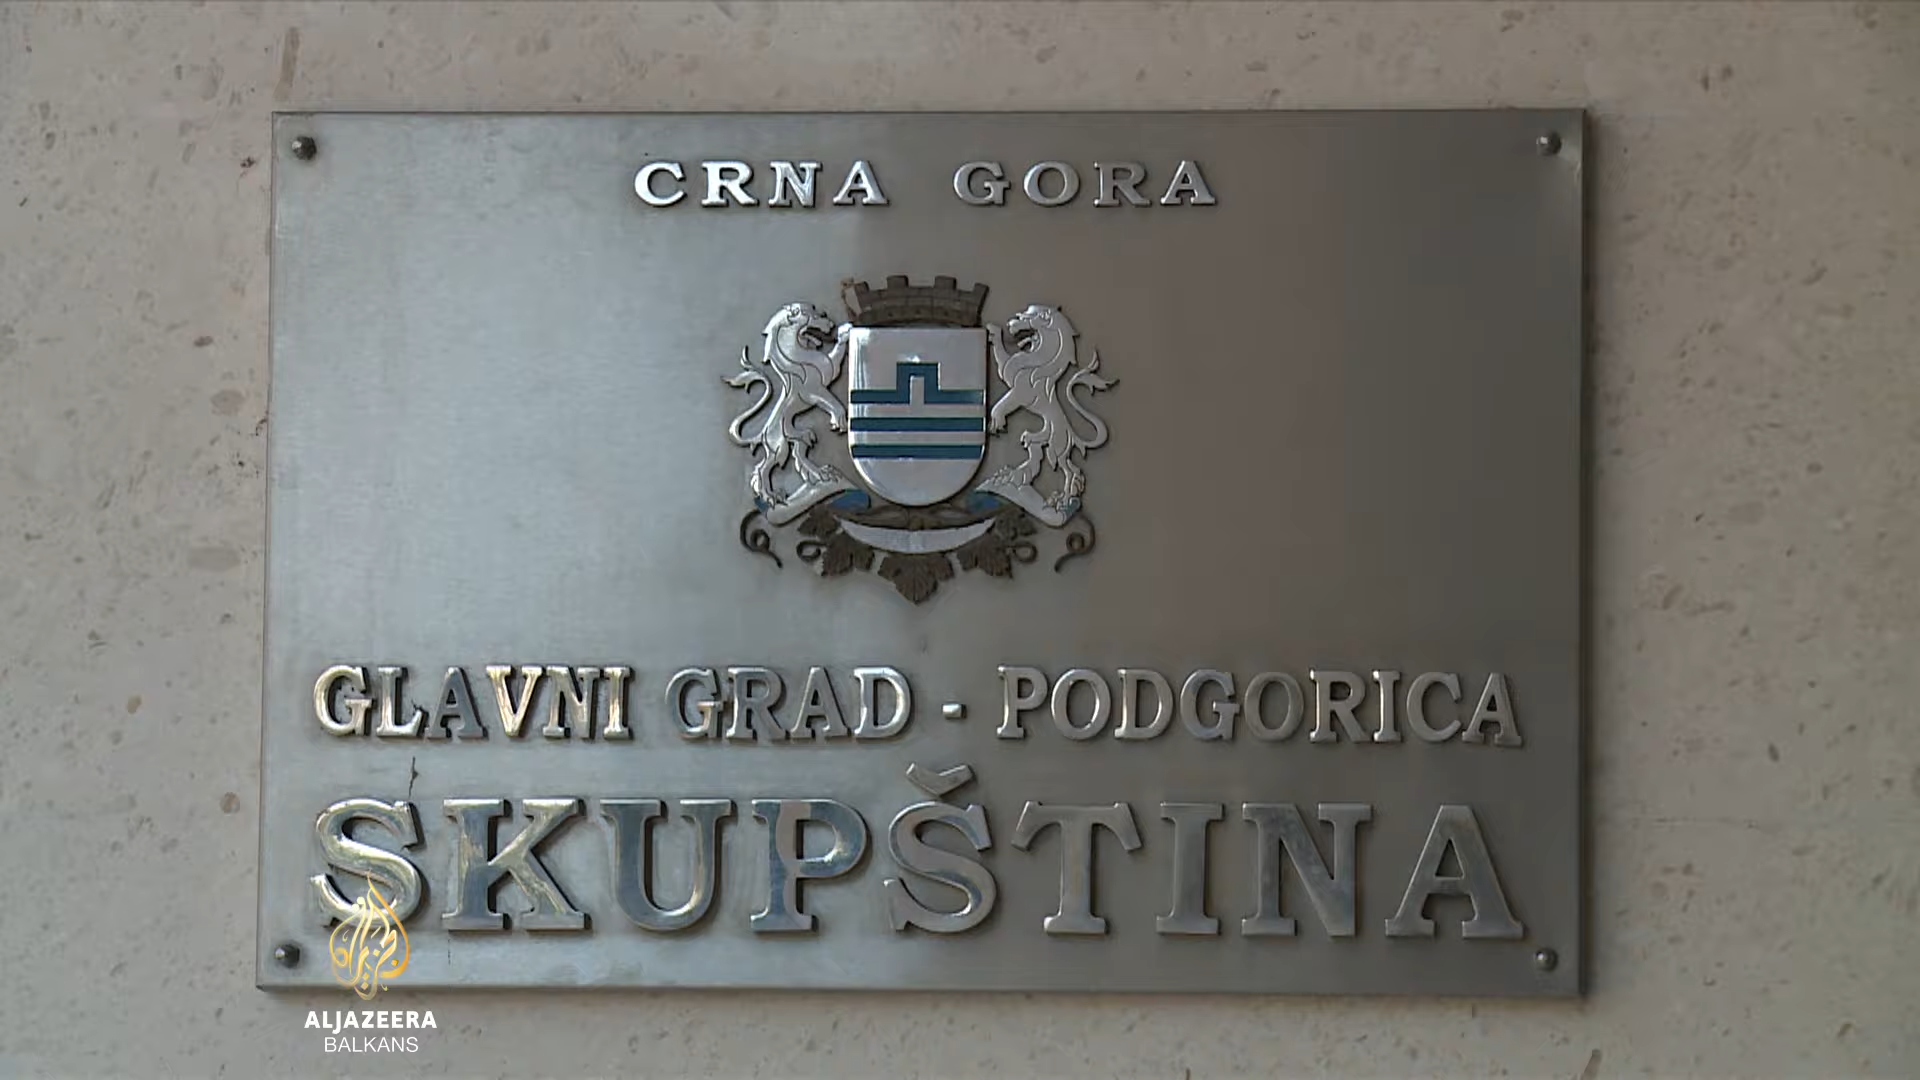 CRNA GORA
GLAVNI GRAD - PODGORICA
SKUPŠTINA
ALJAZEERA
BALKANS